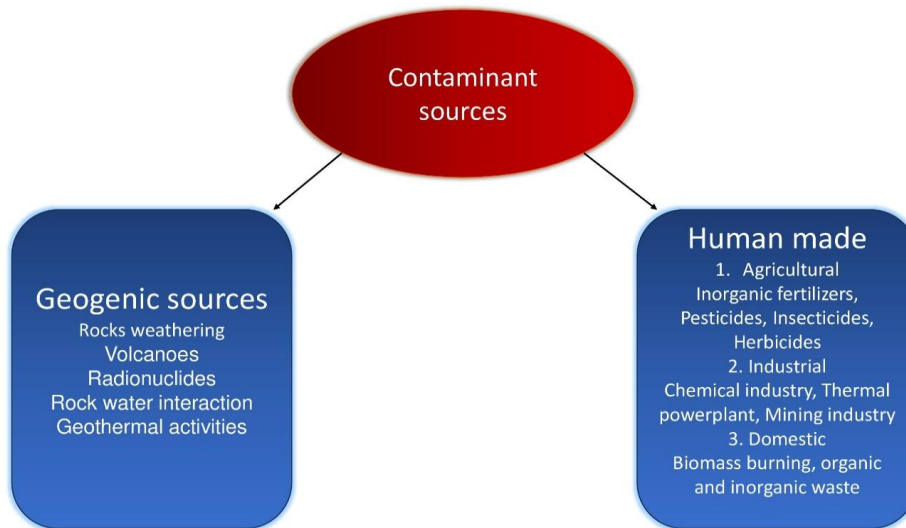 Contaminant
sources
Geogenic sources
Rocks weathering
Volcanoes
Radionuclides
Rock water interaction
Geothermal activities
Human made
1. Agricultural
Inorganic fertilizers,
Pesticides, Insecticides,
Herbicides
2. Industrial
Chemical industry, Thermal
powerplant, Mining industry
3. Domestic
Biomass burning, organic
and inorganic waste